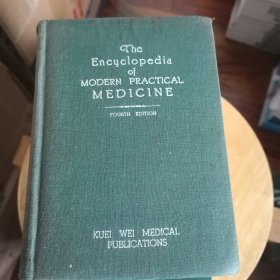 The
Encyclopedia
of
MODERN PRACTICAL
MEDICINE
FOURTH EDITION
KUEI WEI MEDICAL
PUBLICATIONS